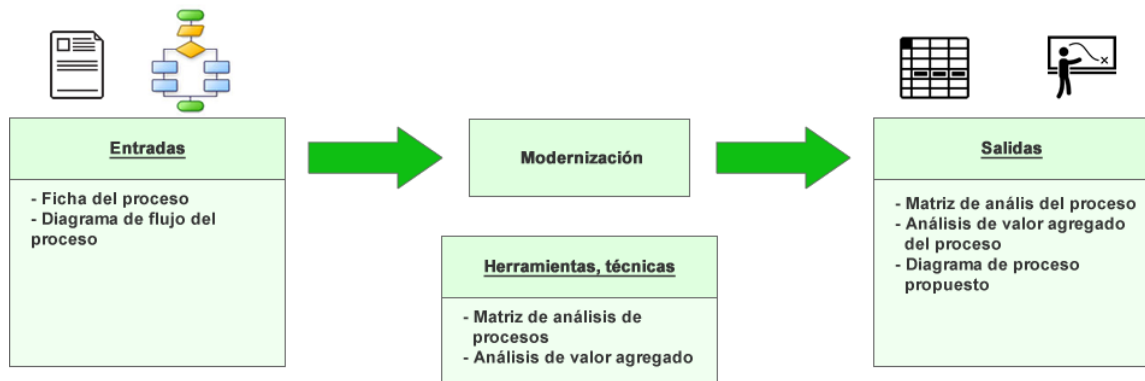 Entradas
- Ficha del proceso
- Diagrama de flujo del
proceso
Modernización
Herramientas, técnicas
- Matriz de análisis de
procesos
- Análisis de valor agregado
Salidas
- Matriz de anális del proceso
- Análisis de valor agregado
del proceso
- Diagrama de proceso
propuesto